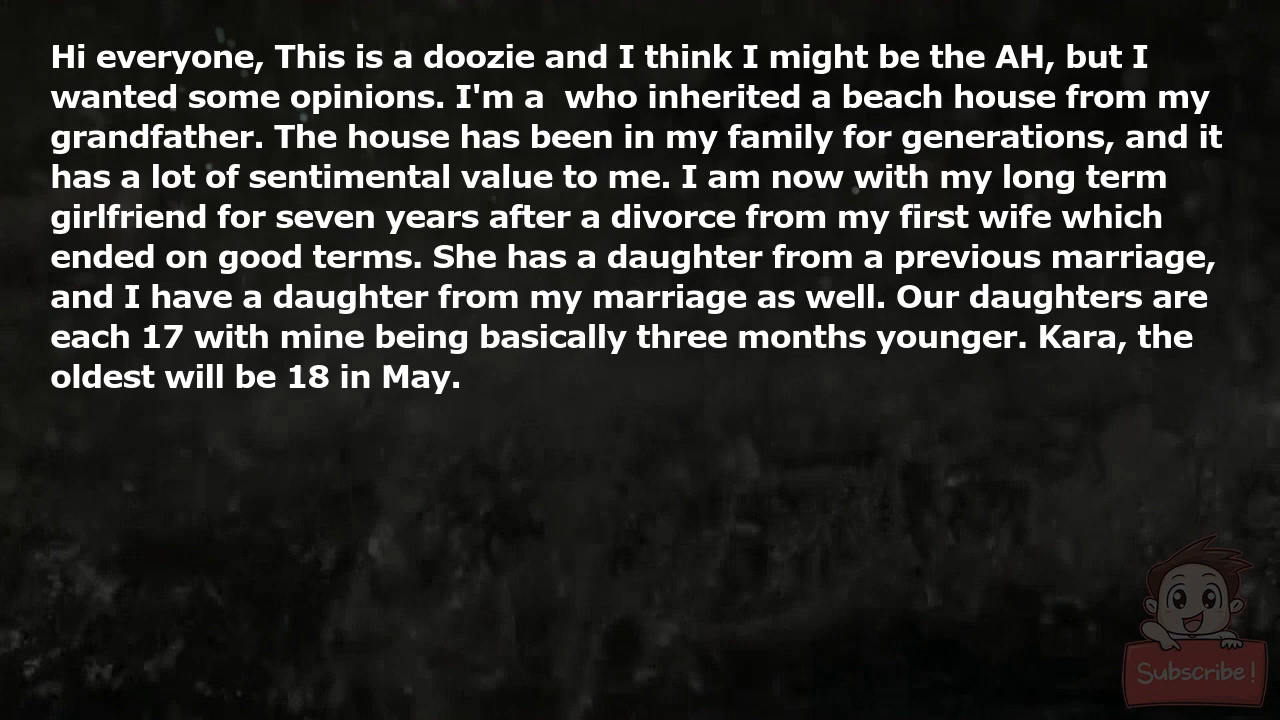 Hi everyone, This is a doozie and I think I might be the AH, but I
wanted some opinions. I'm a  who inherited a beach house from my
grandfather. The house has been in my family for generations, and it
has a lot of sentimental value to me. I am now with my long term
girlfriend for seven years after a divorce from my first wife which
ended on good terms. She has a daughter from a previous marriage,
and I have a daughter from my marriage as well. Our daughters are
each 17 with mine being basically three months younger. Kara, the
oldest will be 18 in May.
Subscribe!